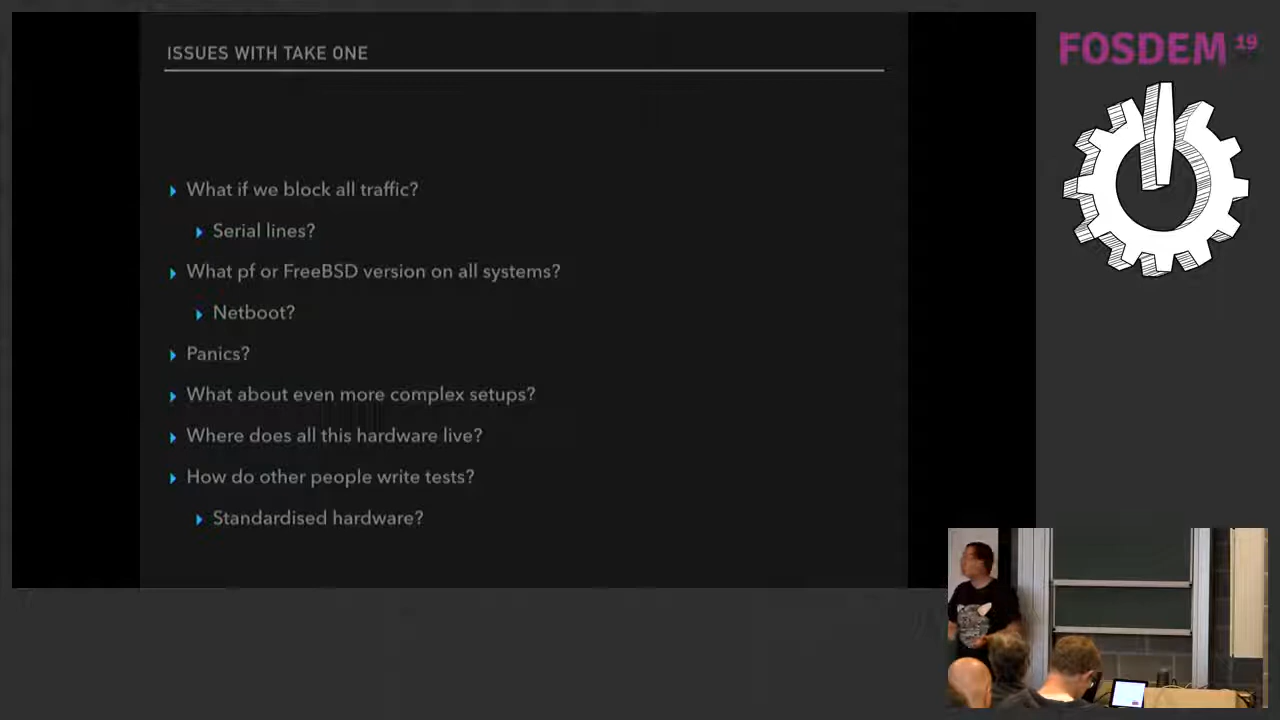 ISSUES WITH TAKE ONE
FOSDEM 19
What if we block all traffic?
Serial lines?
What pf or FreeBSD version on all systems?
Netboot?
Panics?
What about even more complex setups?
Where does all this hardware live?
How do other people write tests?
Standardised hardware?